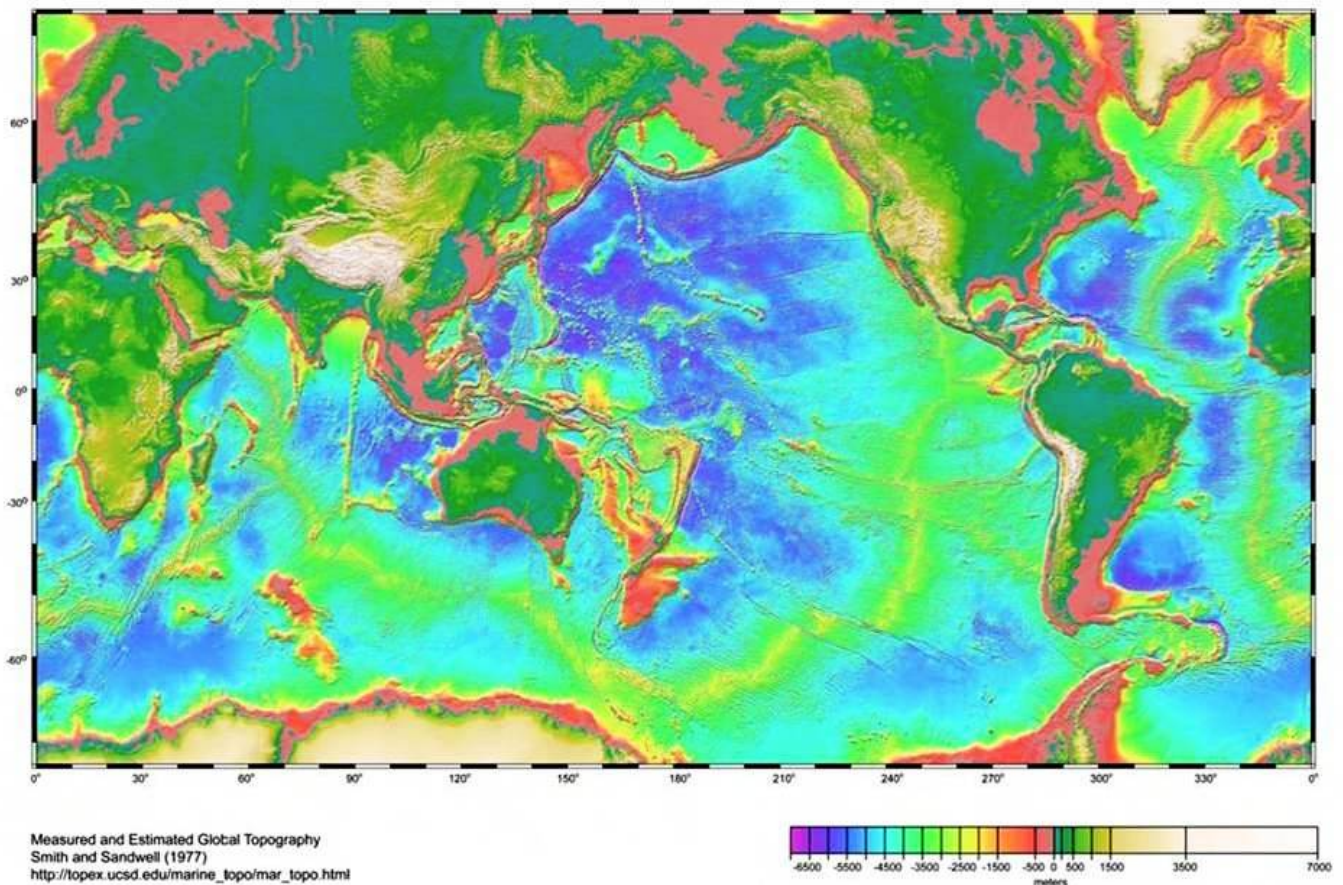 60°
30°
0°
-30°
-60°
0° 30° 60° 90° 120° 150° 180° 210° 240° 270° 300° 330° 0°
Measured and Estimated Global Topography
Smith and Sandwell (1977)
http://topex.ucsd.edu/marine_topo/mar_topo.html
-6500 -5500 -4500 -3500 -2500 -1500 -500 0 500 1500 3500 7000
meters